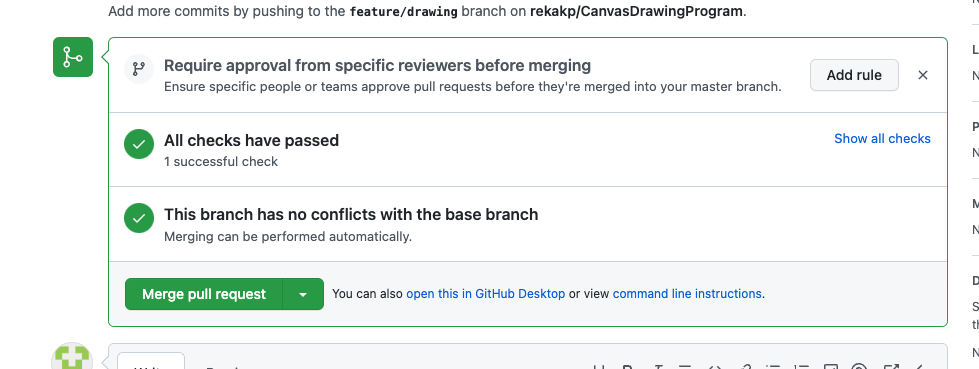 Add more commits by pushing to the feature/drawing branch on rekakp/CanvasDrawingProgram.
Require approval from specific reviewers before merging
Ensure specific people or teams approve pull requests before they're merged into your master branch.
Add rule
All checks have passed
1 successful check
Show all checks
This branch has no conflicts with the base branch
Merging can be performed automatically.
Merge pull request
You can also open this in GitHub Desktop or view command line instructions.